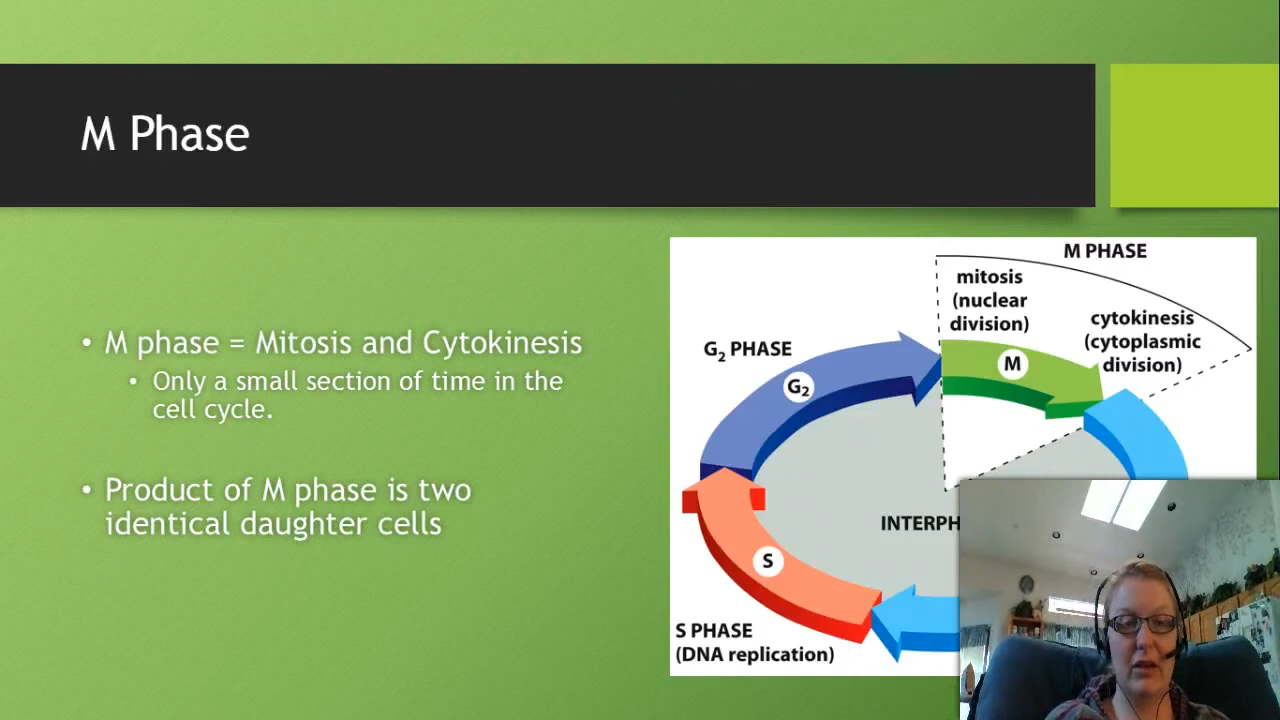 M Phase
• M phase = Mitosis and Cytokinesis
• Only a small section of time in the
cell cycle.
• Product of M phase is two
identical daughter cells
M PHASE
mitosis
(nuclear
division)
cytokinesis
(cytoplasmic
division)
G₂ PHASE
G₂
M
INTERPH
S
S PHASE
(DNA replication)